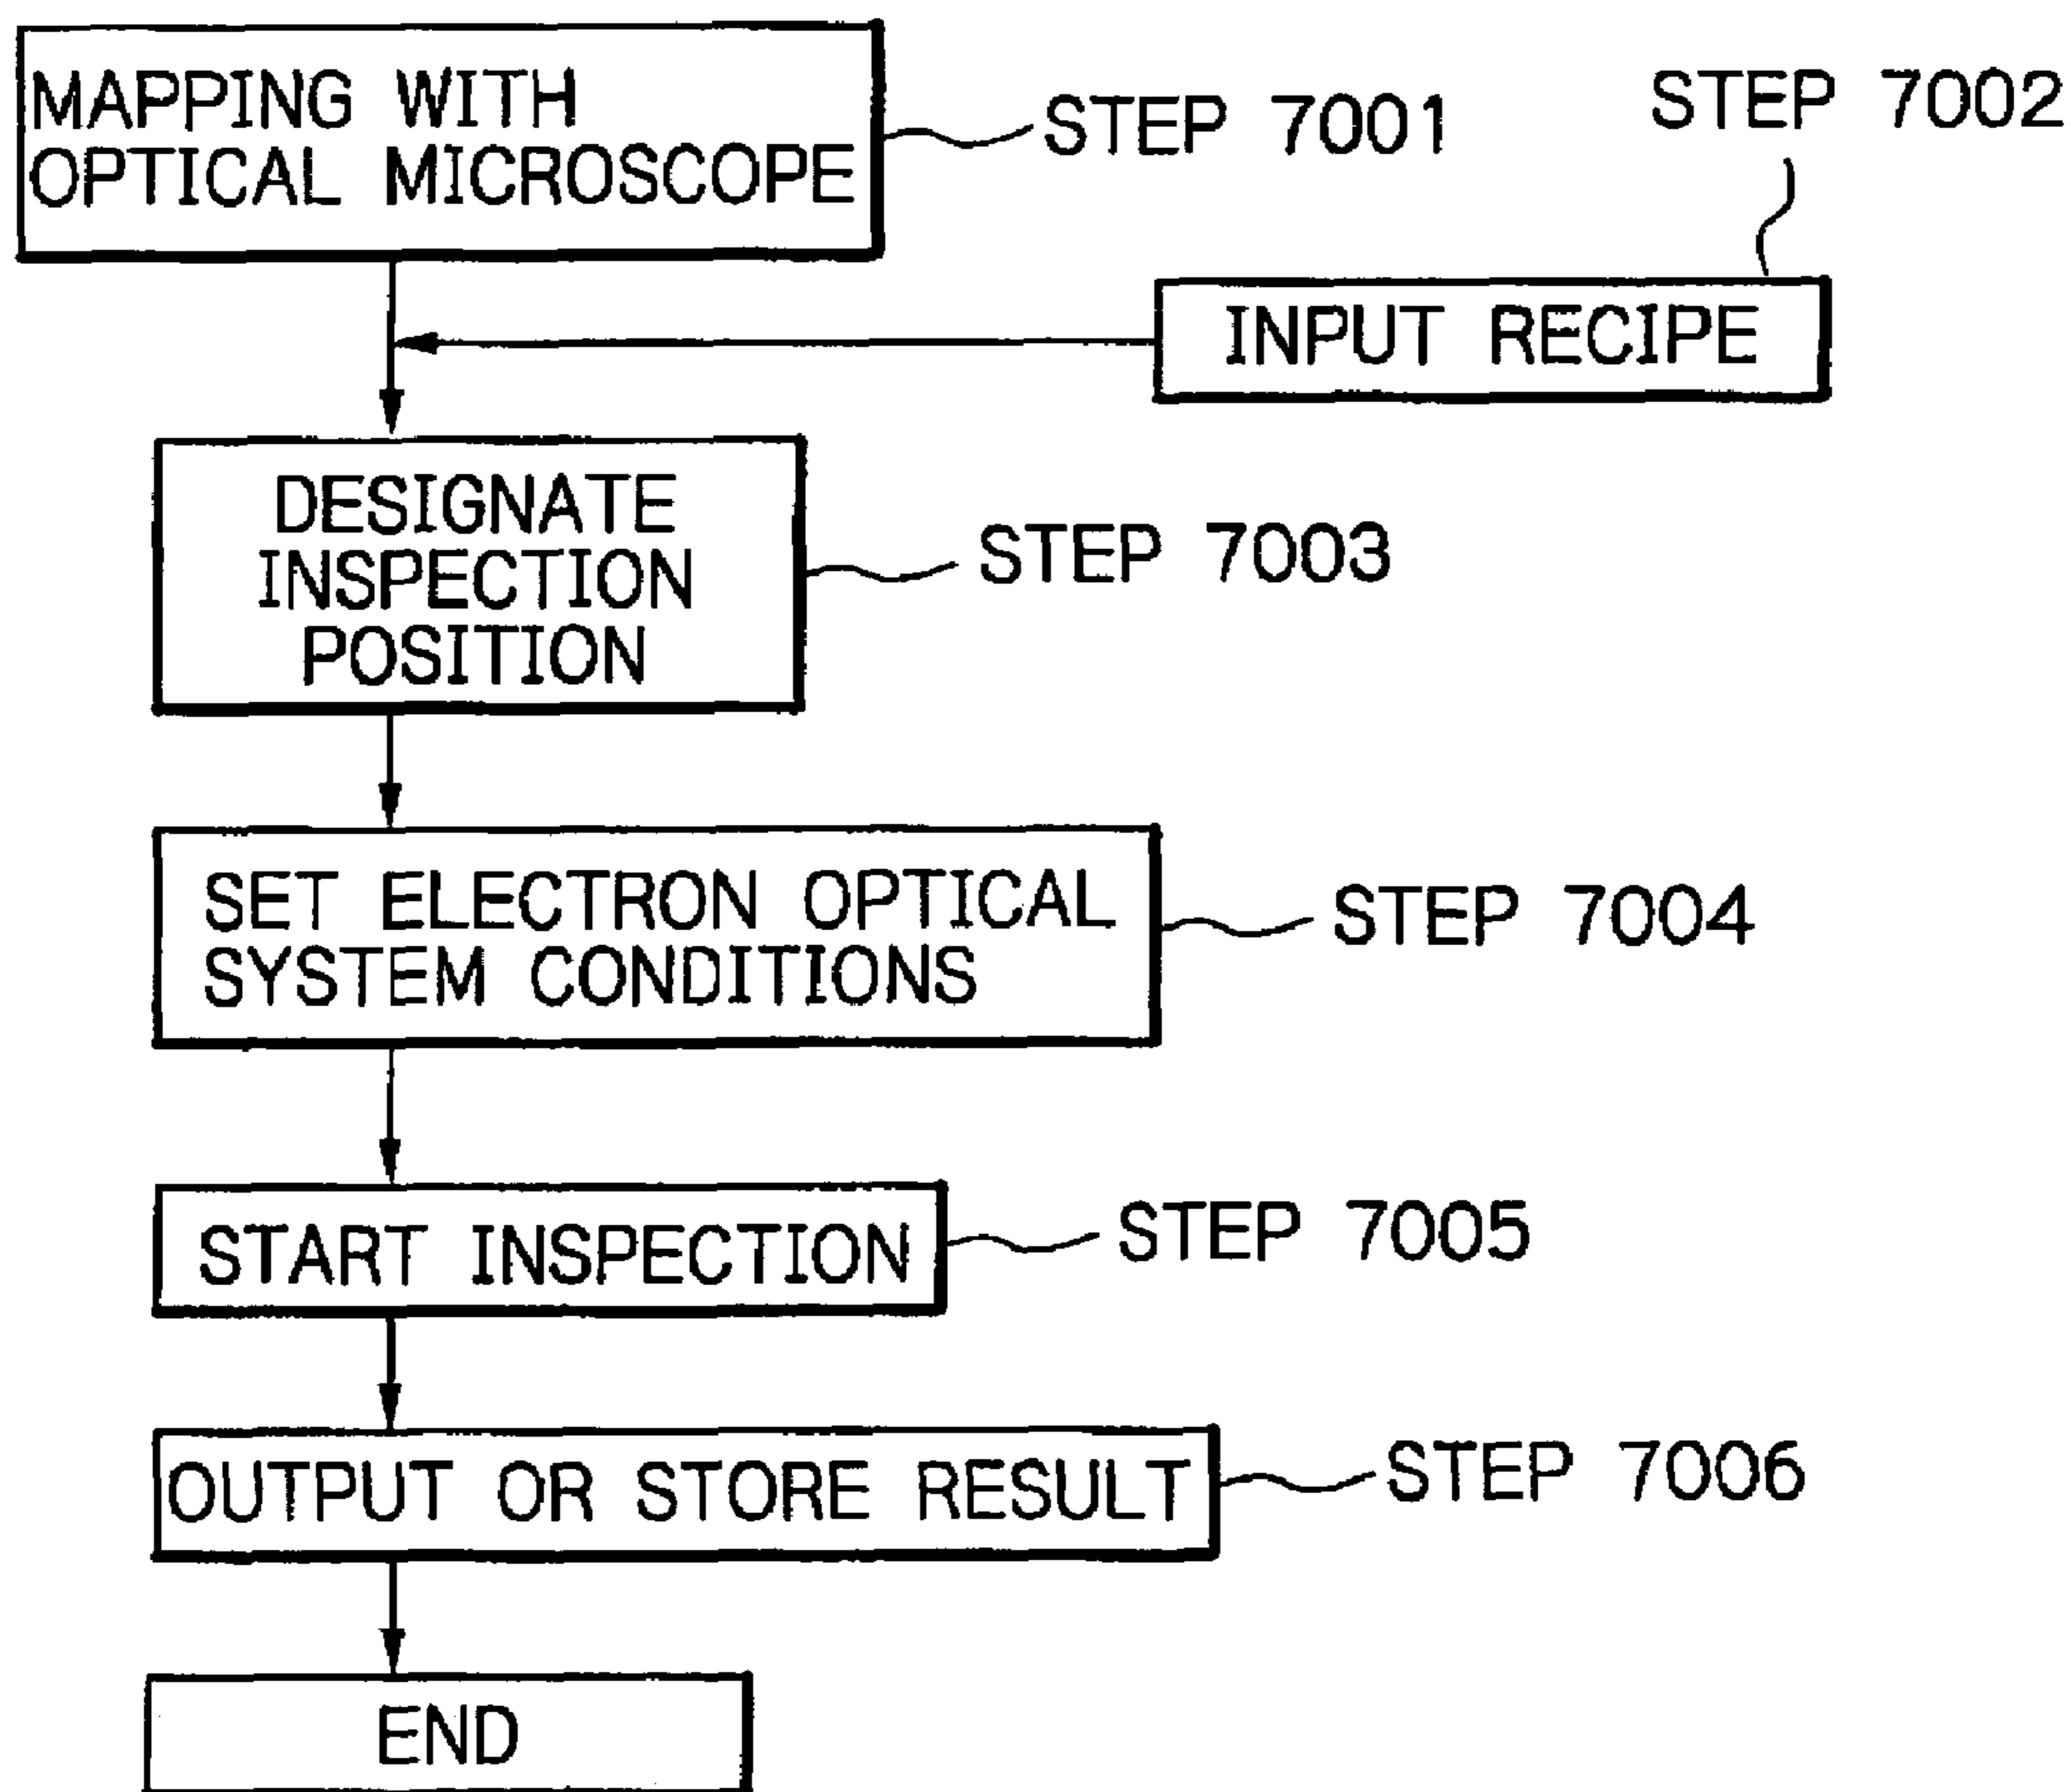 MAPPING WITH
OPTICAL MICROSCOPE
STEP 7001
STEP 7002
INPUT RECIPE
DESIGNATE
INSPECTION
POSITION
STEP 7003
SET ELECTRON OPTICAL
SYSTEM CONDITIONS
STEP 7004
START INSPECTION
STEP 7005
OUTPUT OR STORE RESULT
STEP 7006
END